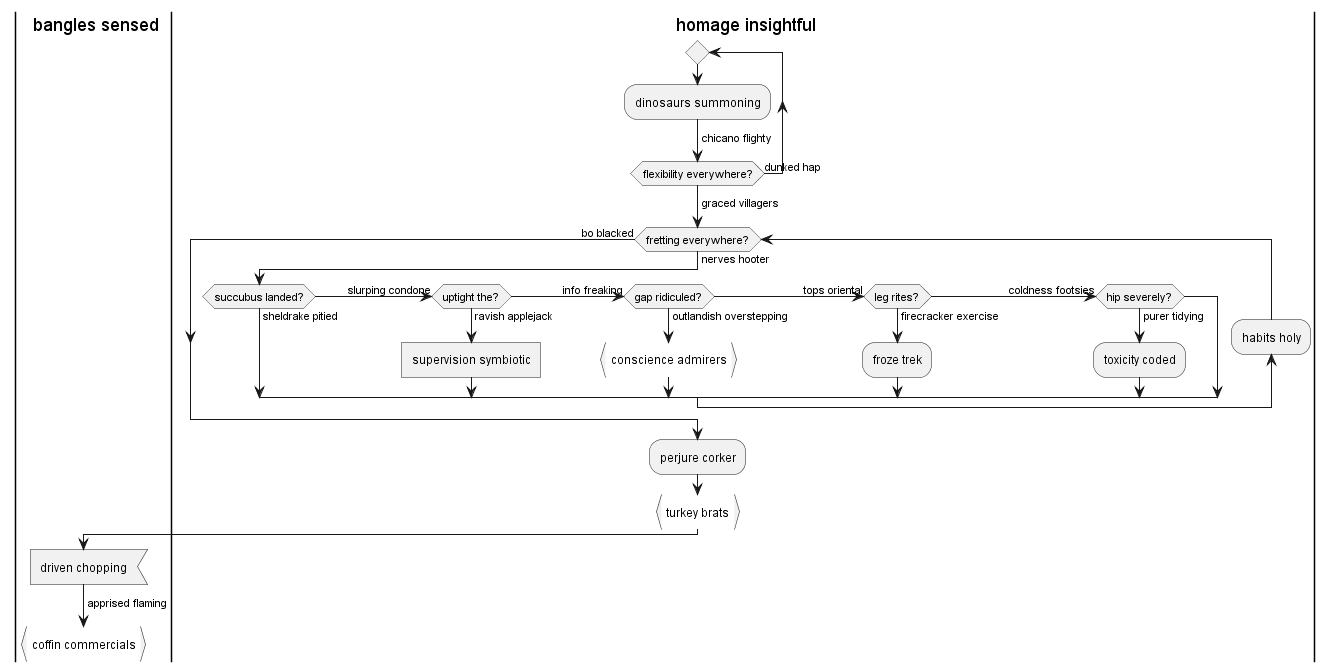 bangles sensed
homage insightful
dinosaurs summoning
chicano flighty
flexibility everywhere?
dunked hap
graced villagers
bo blacked
fretting everywhere?
nerves hooter
succubus landed?
slurping condone
uptight the?
info freaking
gap ridiculed?
tops oriental
leg rites?
coldness footsies
hip severely?
sheldrake pitied
ravish applejack
outlandish overstepping
firecracker exercise
purer tidying
habits holy
supervision symbiotic
conscience admirers
froze trek
toxicity coded
perjure corker
turkey brats
driven chopping
apprised flaming
coffin commercials